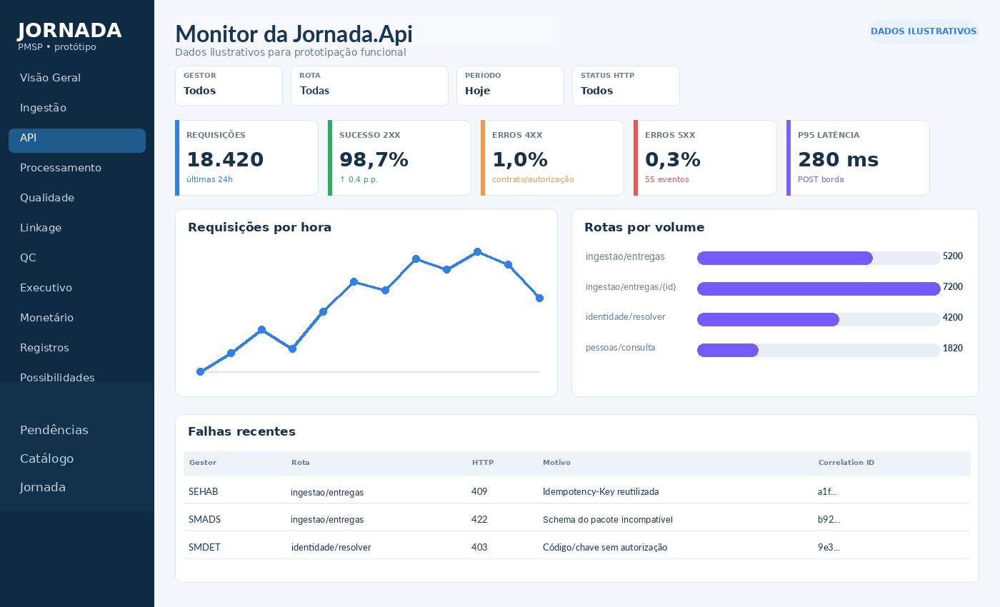 JORNADA
PMSP • protótipo
Visão Geral
Ingestão
API
Processamento
Qualidade
Linkage
QC
Executivo
Monetário
Registros
Possibilidades
Pendências
Catálogo
Jornada
Monitor da Jornada.Api
Dados ilustrativos para prototipação funcional
DADOS ILUSTRATIVOS
GESTOR
Todos
ROTA
Todas
PERÍODO
Hoje
STATUS HTTP
Todos
REQUISIÇÕES
18.420
últimas 24h
SUCESSO 2XX
98,7%
↑ 0,4 p.p.
ERROS 4XX
1,0%
contrato/autorização
ERROS 5XX
0,3%
55 eventos
P95 LATÊNCIA
280 ms
POST borda
Requisições por hora
Rotas por volume
ingestao/entregas 5200
ingestao/entregas/{id} 7200
identidade/resolver 4200
pessoas/consulta 1820
Falhas recentes
Gestor Rota HTTP Motivo Correlation ID
SEHAB ingestao/entregas 409 Idempotency-Key reutilizada a1f...
SMADS ingestao/entregas 422 Schema do pacote incompatível b92...
SMDET identidade/resolver 403 Código/chave sem autorização 9e3...